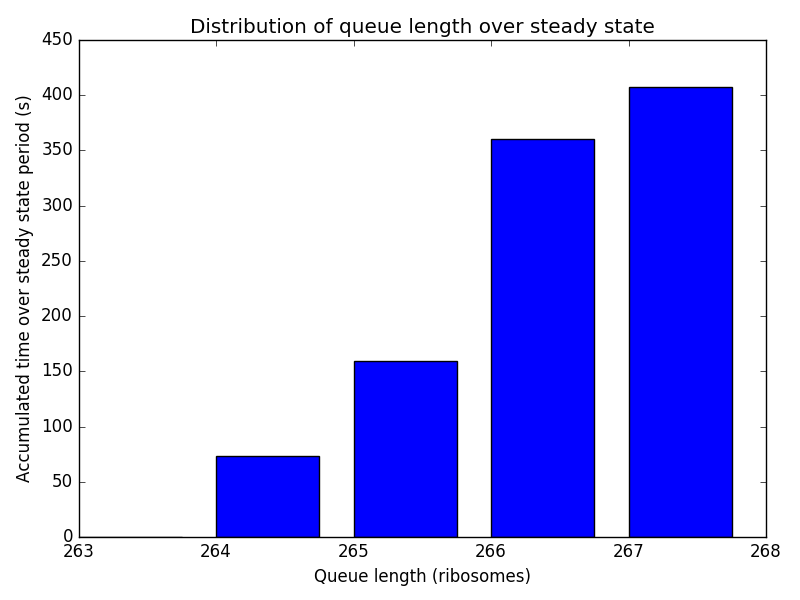 Distribution of queue length over steady state
450
400
350
300
250
200
150
100
50
0
Accumulated time over steady state period (s)
263 264 265 266 267 268
Queue length (ribosomes)